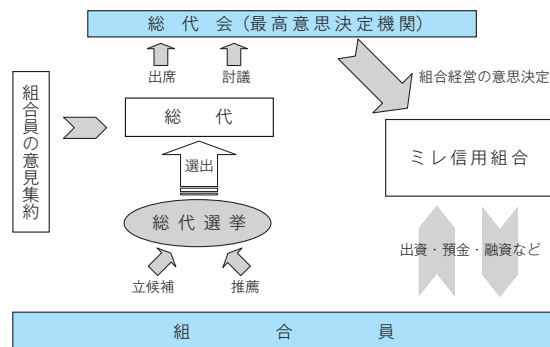 総代会(最高意思決定機関)
出席
討議
組合経営の意思決定
組合員の意見集約
総代
ミレ信用組合
選出
総代選挙
出資・預金・融資など
立候補
推薦
組合員